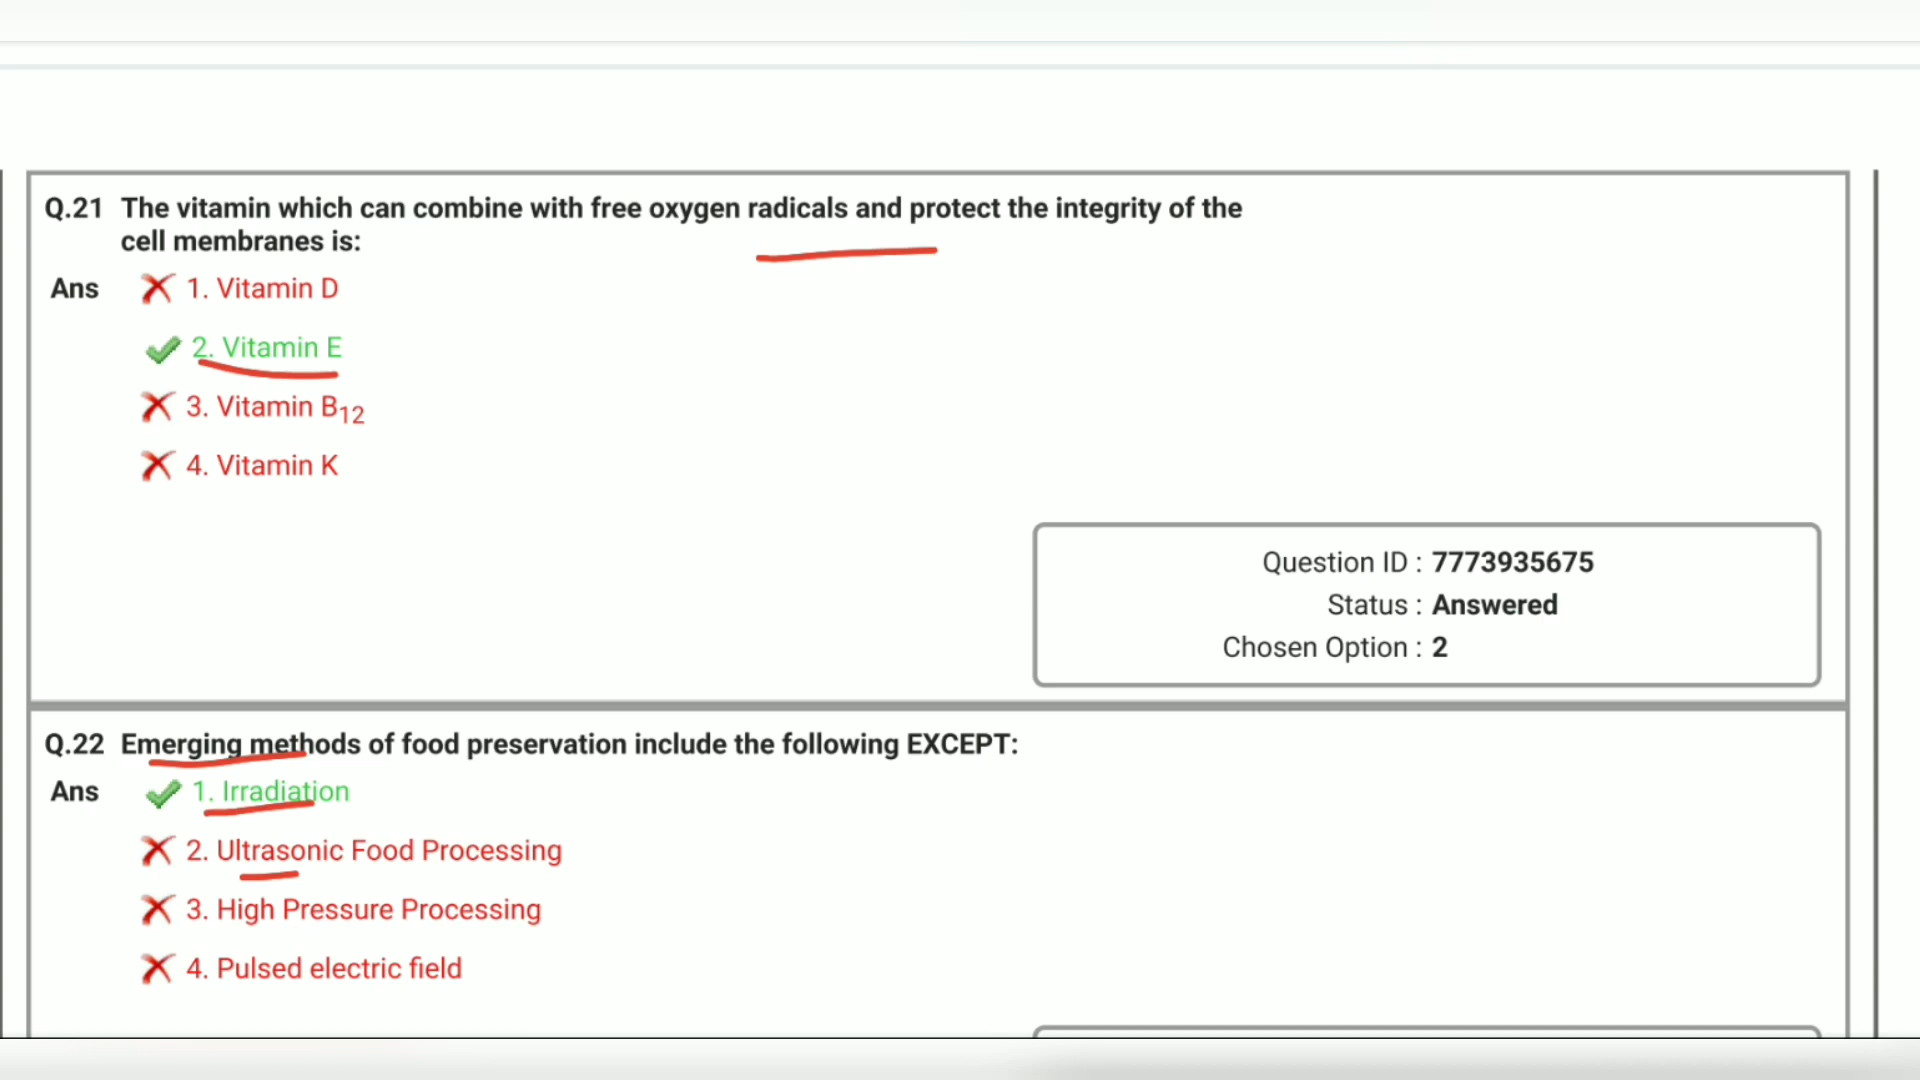 Q.21 The vitamin which can combine with free oxygen radicals and protect the integrity of the
cell membranes is:
Ans 1. Vitamin D
2. Vitamin E
3. Vitamin B12
4. Vitamin K
Question ID : 7773935675
Status : Answered
Chosen Option : 2
Q.22 Emerging methods of food preservation include the following EXCEPT:
Ans 1. Irradiation
2. Ultrasonic Food Processing
3. High Pressure Processing
4. Pulsed electric field